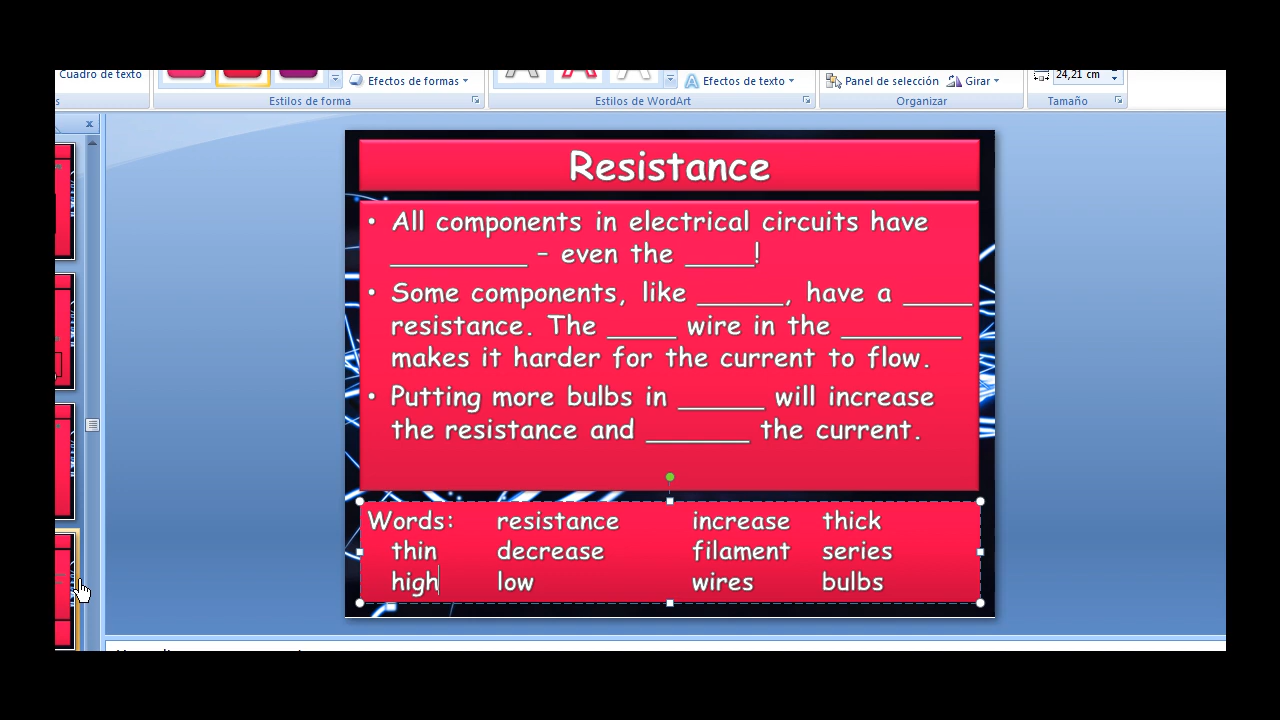 Cuadro de texto
Efectos de formas
Efectos de texto
Panel de selección
Girar
24,21 cm
s
Estilos de forma
Estilos de WordArt
Organizar
Tamaño
Resistance
• All components in electrical circuits have
________ – even the ____!
• Some components, like _____, have a ____
resistance. The ____ wire in the _______
makes it harder for the current to flow.
• Putting more bulbs in _____ will increase
the resistance and ______ the current.
Words: resistance increase thick
thin decrease filament series
high low wires bulbs